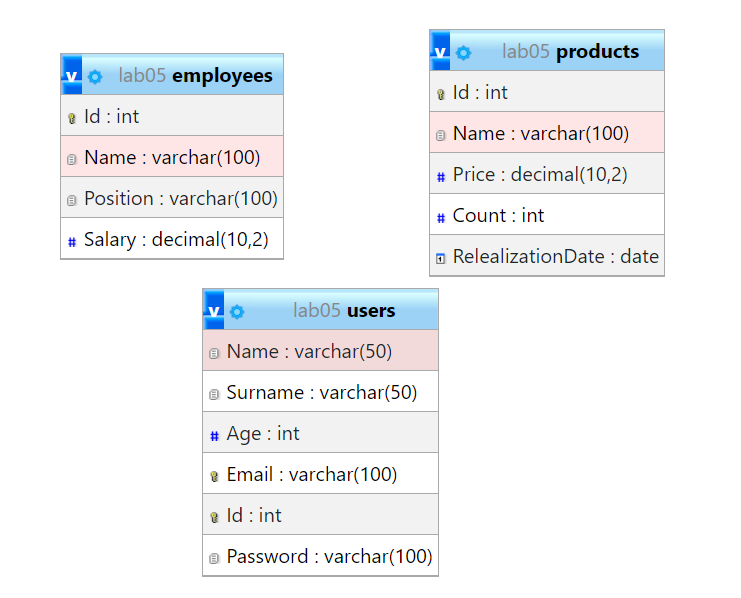 v lab05 employees
Id : int
Name : varchar(100)
Position : varchar(100)
Salary : decimal(10,2)
v lab05 products
Id : int
Name : varchar(100)
Price : decimal(10,2)
Count : int
RelealizationDate : date
v lab05 users
Name : varchar(50)
Surname : varchar(50)
Age : int
Email : varchar(100)
Id : int
Password : varchar(100)